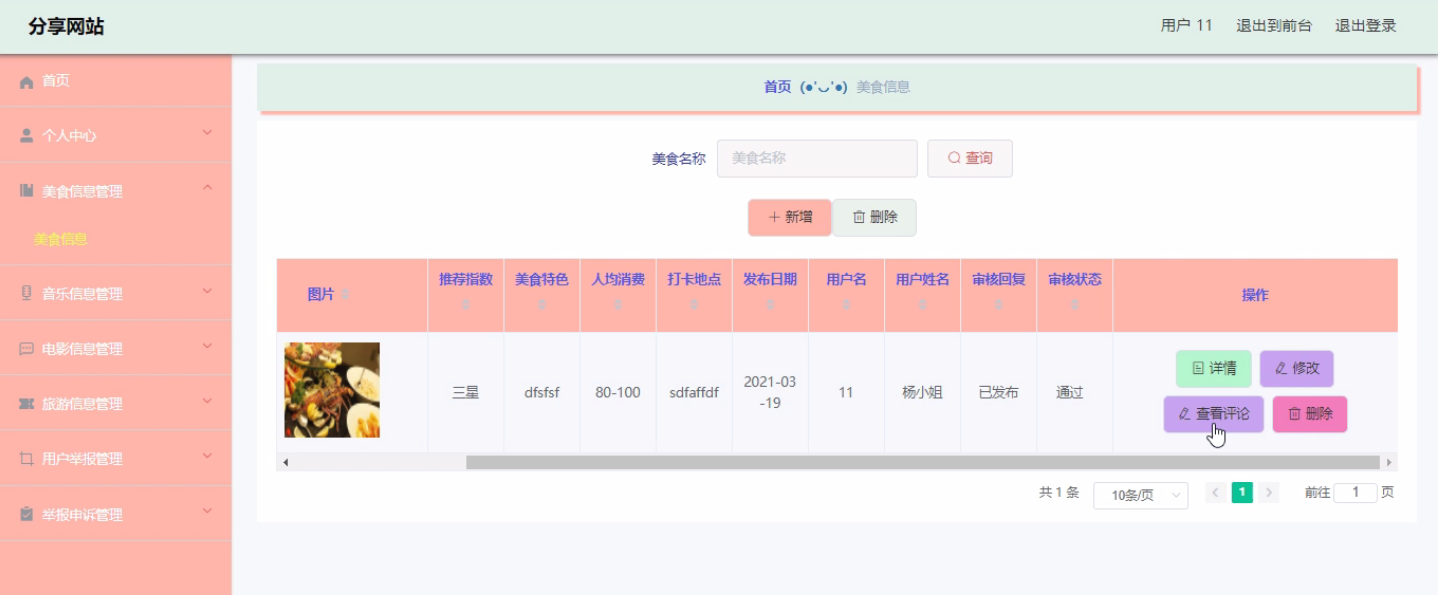 分享网站
用户 11 退出到前台 退出登录
首页
个人中心
美食信息管理
美食信息
音乐信息管理
电影信息管理
旅游信息管理
用户举报管理
举报申诉管理
首页 (●'◡'●) 美食信息
美食名称 美食名称 查询
新增 删除
图片 推荐指数 美食特色 人均消费 打卡地点 发布日期 用户名 用户姓名 审核回复 审核状态 操作
三星 dfsfsf 80-100 sdfaffdf 2021-03-19 11 杨小姐 已发布 通过
详情 修改
查看评论 删除
共 1 条 10条/页 1 前往 1 页